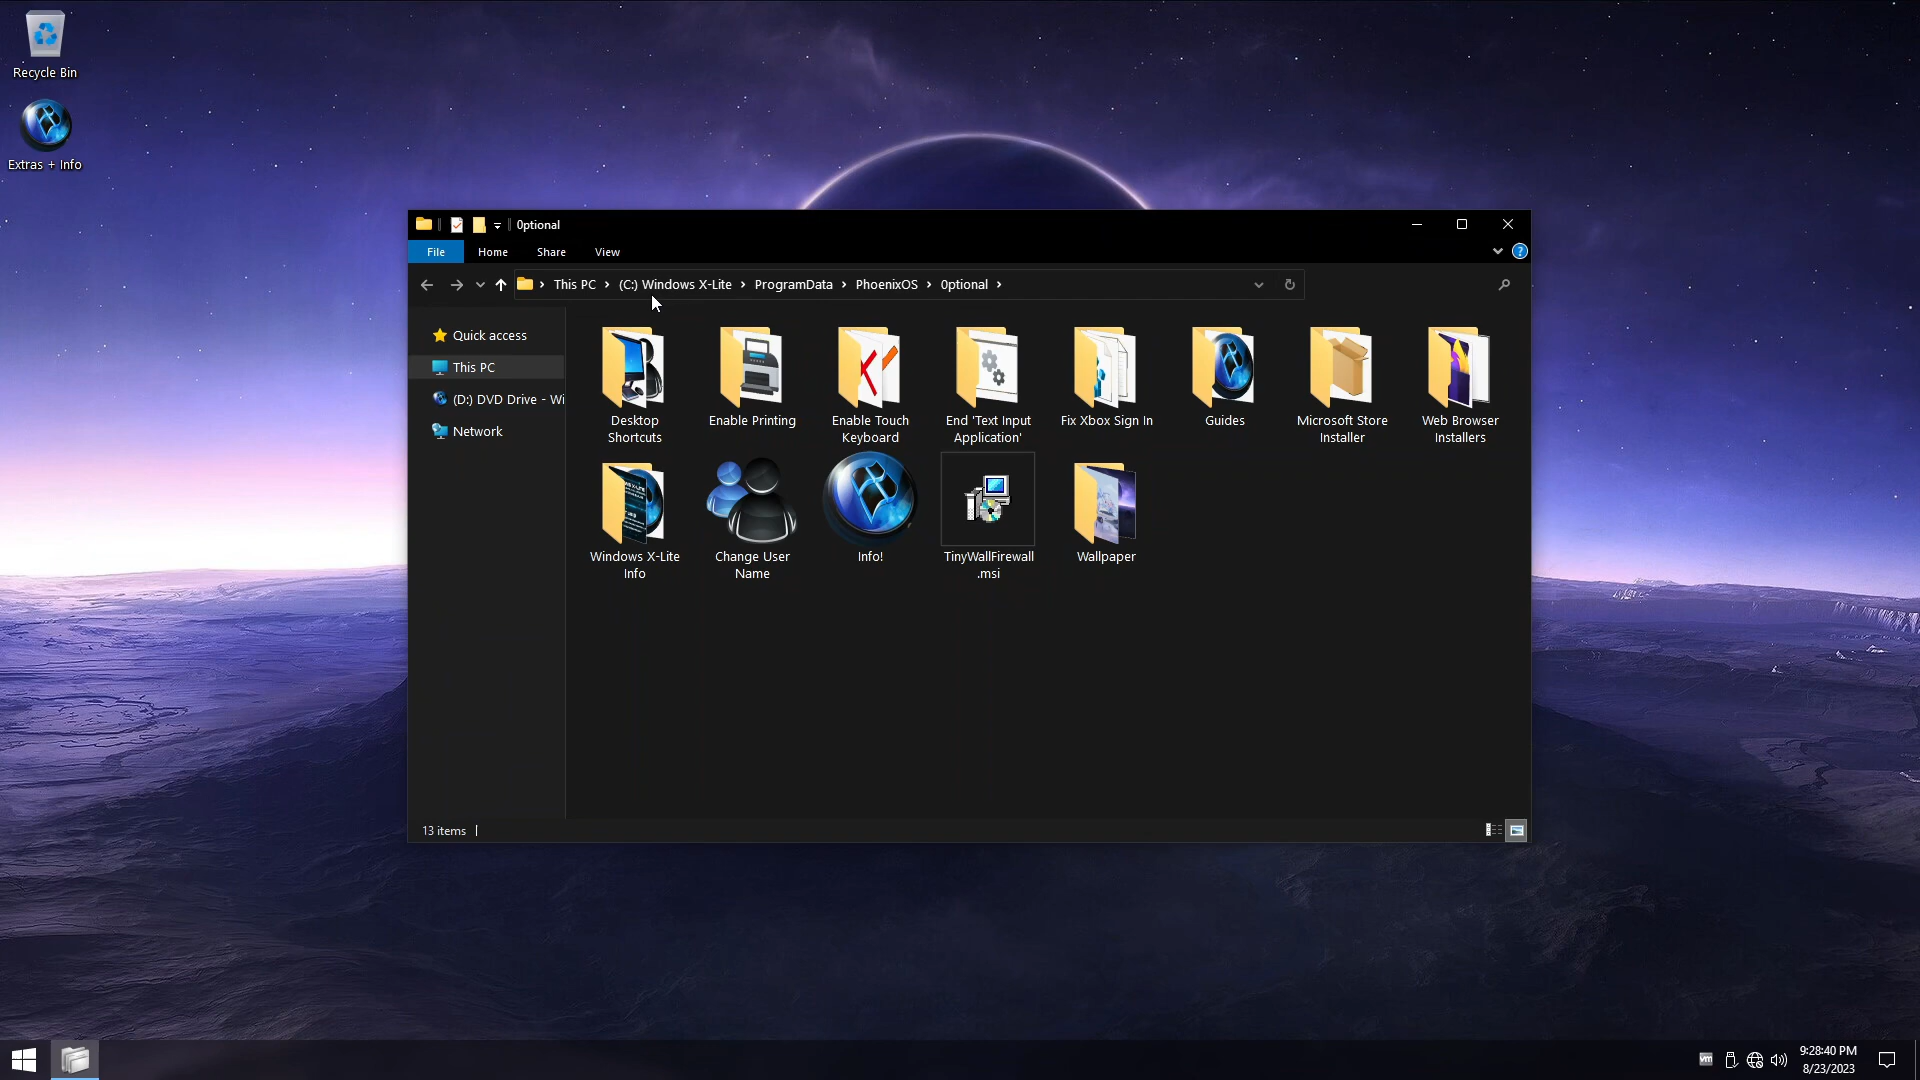 Recycle Bin
Extras + Info
0ptional
File Home Share View
This PC (C:) Windows X-Lite ProgramData PhoenixOS 0ptional
Quick access
This PC
(D:) DVD Drive - Wi
Network
Desktop
Shortcuts
Enable Printing
Enable Touch
Keyboard
End 'Text Input
Application'
Fix Xbox Sign In
Guides
Microsoft Store
Installer
Web Browser
Installers
Windows X-Lite
Info
Change User
Name
Info!
TinyWallFirewall
.msi
Wallpaper
13 items
vm
9:28:40 PM
8/23/2023